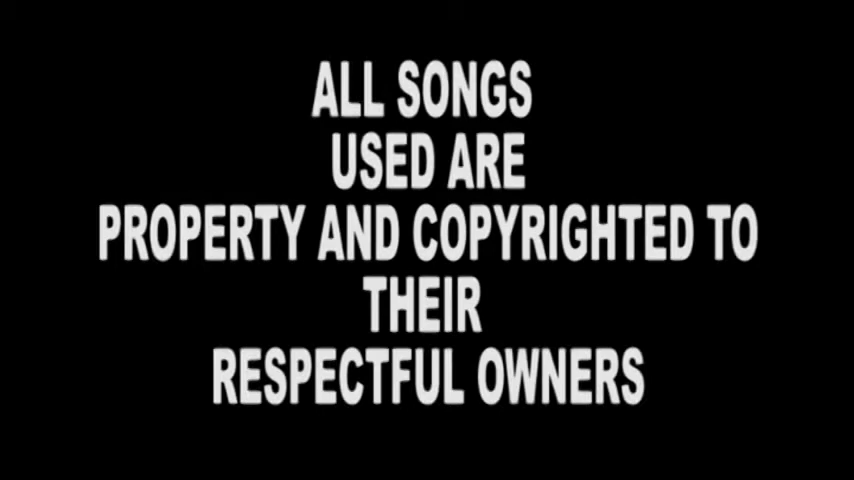 ALL SONGS
USED ARE
PROPERTY AND COPYRIGHTED TO
THEIR
RESPECTFUL OWNERS